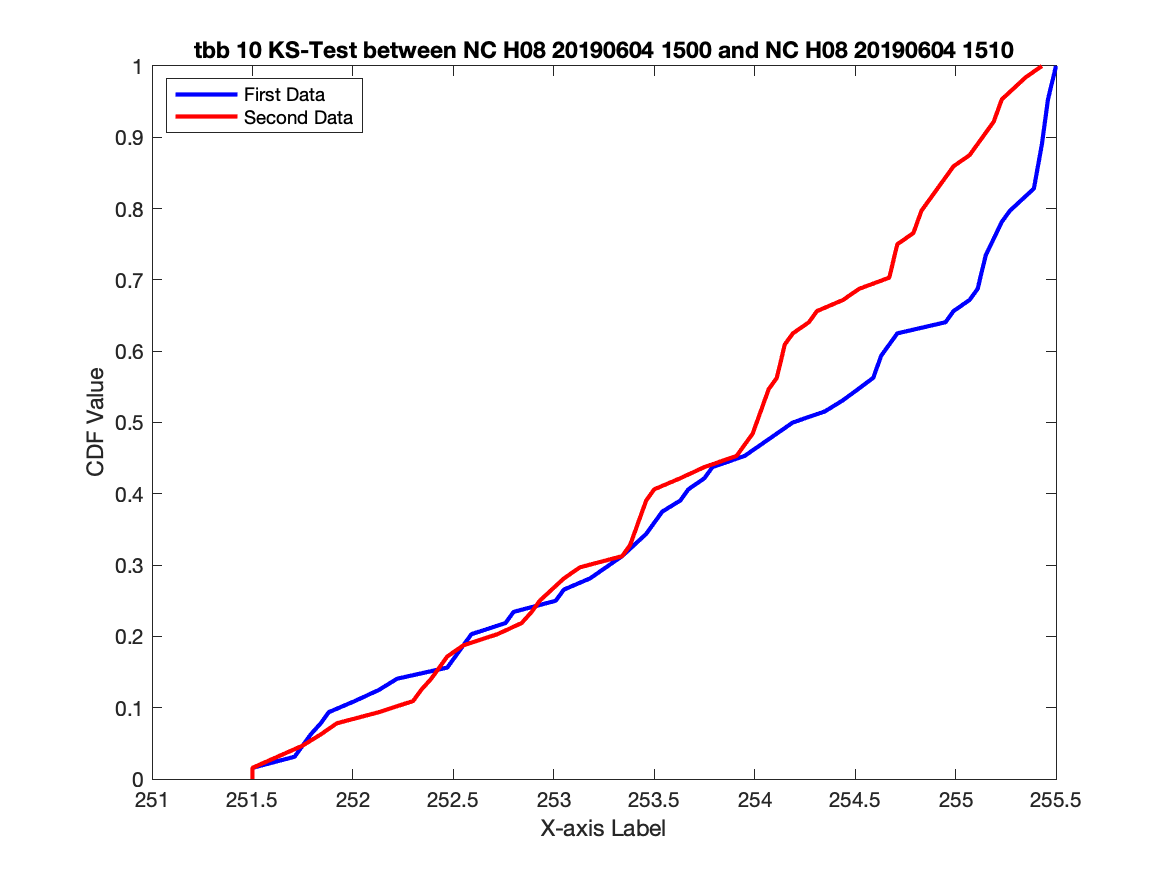 tbb 10 KS-Test between NC H08 20190604 1500 and NC H08 20190604 1510
First Data
Second Data
1
0.9
0.8
0.7
0.6
0.5
0.4
0.3
0.2
0.1
0
CDF Value
251 251.5 252 252.5 253 253.5 254 254.5 255 255.5
X-axis Label